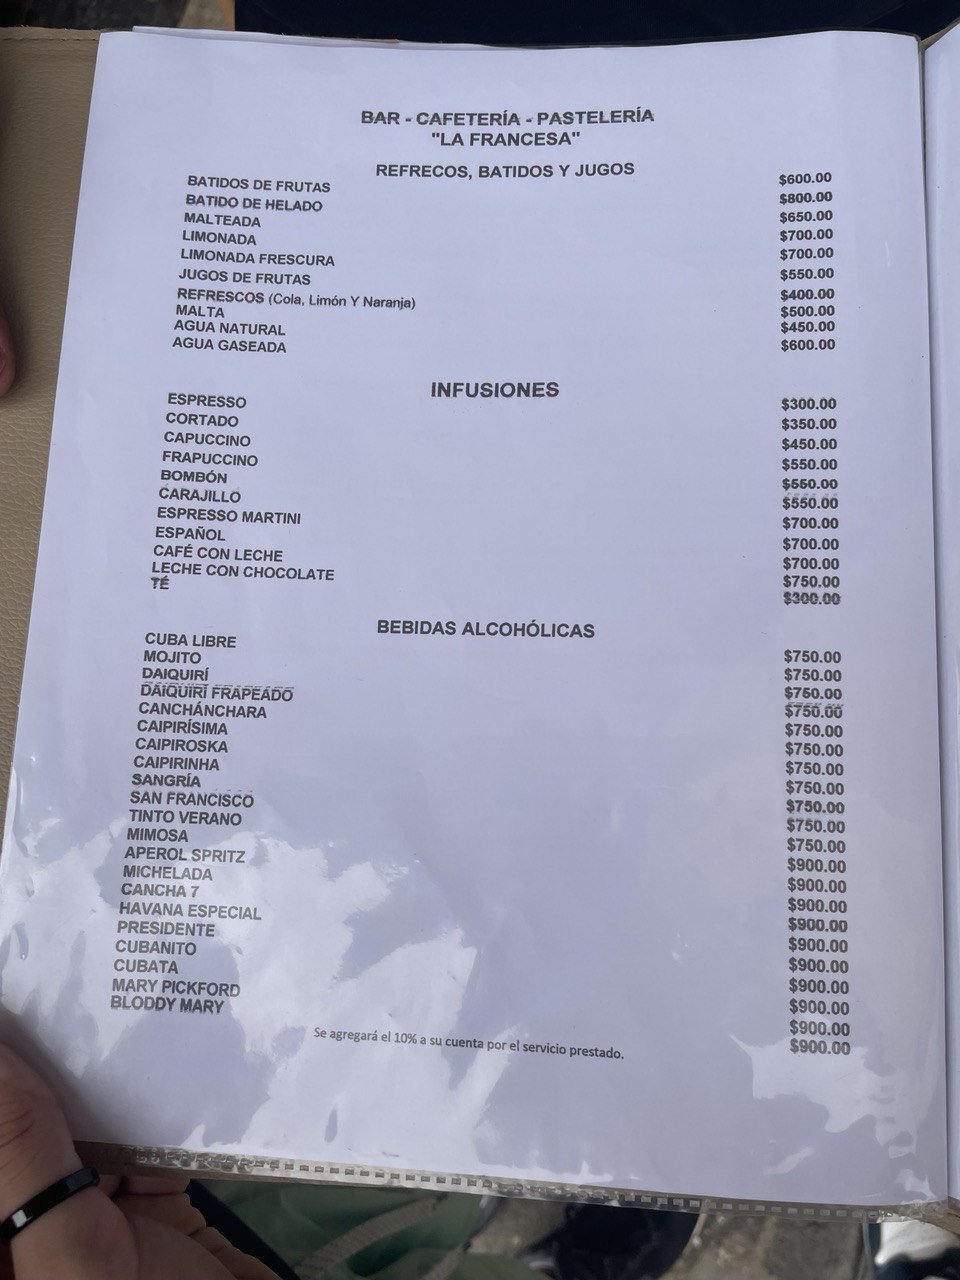 BAR - CAFETERÍA - PASTELERÍA
"LA FRANCESA"
REFRECOS, BATIDOS Y JUGOS
BATIDOS DE FRUTAS $600.00
BATIDO DE HELADO $800.00
MALTEADA $650.00
LIMONADA $700.00
LIMONADA FRESCURA $700.00
JUGOS DE FRUTAS $550.00
REFRESCOS (Cola, Limón Y Naranja) $400.00
MALTA $500.00
AGUA NATURAL $450.00
AGUA GASEADA $600.00
INFUSIONES
ESPRESSO $300.00
CORTADO $350.00
CAPUCCINO $450.00
FRAPUCCINO $550.00
BOMBÓN $550.00
CARAJILLO $550.00
ESPRESSO MARTINI $700.00
ESPAÑOL $700.00
CAFÉ CON LECHE $700.00
LECHE CON CHOCOLATE $750.00
TÉ $300.00
BEBIDAS ALCOHÓLICAS
CUBA LIBRE $750.00
MOJITO $750.00
DAIQUIRÍ $750.00
DAIQUIRÍ FRAPEADO $750.00
CANCHÁNCHARA $750.00
CAIPIRÍSIMA $750.00
CAIPIROSKA $750.00
CAIPIRINHA $750.00
SANGRÍA $750.00
SAN FRANCISCO $750.00
TINTO VERANO $750.00
MIMOSA $900.00
APEROL SPRITZ $900.00
MICHELADA $900.00
CANCHA 7 $900.00
HAVANA ESPECIAL $900.00
PRESIDENTE $900.00
CUBANITO $900.00
CUBATA $900.00
MARY PICKFORD $900.00
BLODDY MARY $900.00
Se agregará el 10% a su cuenta por el servicio prestado.